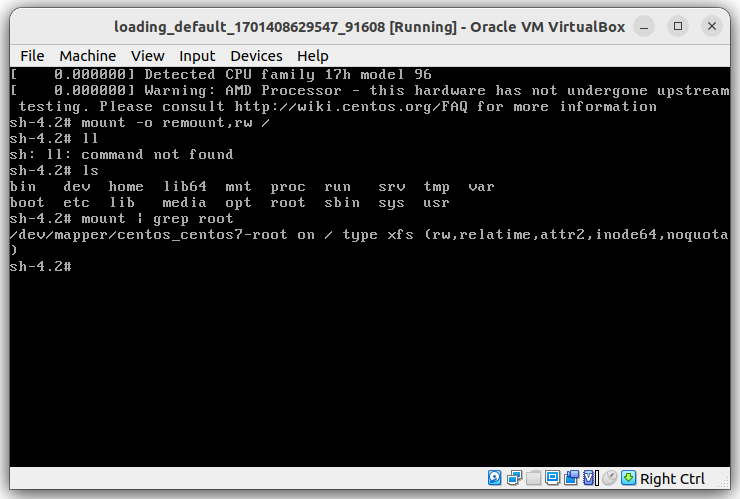 loading_default_1701408629547_91608 [Running] - Oracle VM VirtualBox
File Machine View Input Devices Help
[    0.000000] Detected CPU family 17h model 96
[    0.000000] Warning: AMD Processor - this hardware has not undergone upstream
 testing. Please consult http://wiki.centos.org/FAQ for more information
sh-4.2# mount -o remount,rw /
sh-4.2# ll
sh: ll: command not found
sh-4.2# ls
bin   dev  home  lib64  mnt  proc  run   srv  tmp  var
boot  etc  lib   media  opt  root  sbin  sys  usr
sh-4.2# mount | grep root
/dev/mapper/centos_centos7-root on / type xfs (rw,relatime,attr2,inode64,noquota
)
sh-4.2#
Right Ctrl